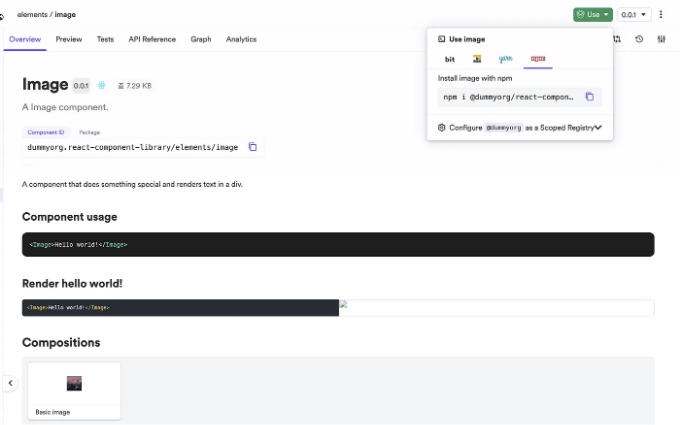 elements / image
Use
0.0.1
Overview
Preview
Tests
API Reference
Graph
Analytics
Use image
bit
yarn
npm
Install image with npm
npm i @dummyorg/react-compon...
Configure @dummyorg as a Scoped Registry
Image 0.0.1 7.29 KB
A Image component.
Component ID
Package
dummyorg.react-component-library/elements/image
A component that does something special and renders text in a div.
Component usage
<Image>Hello world!</Image>
Render hello world!
<Image>Hello world!</Image>
Compositions
Basic image